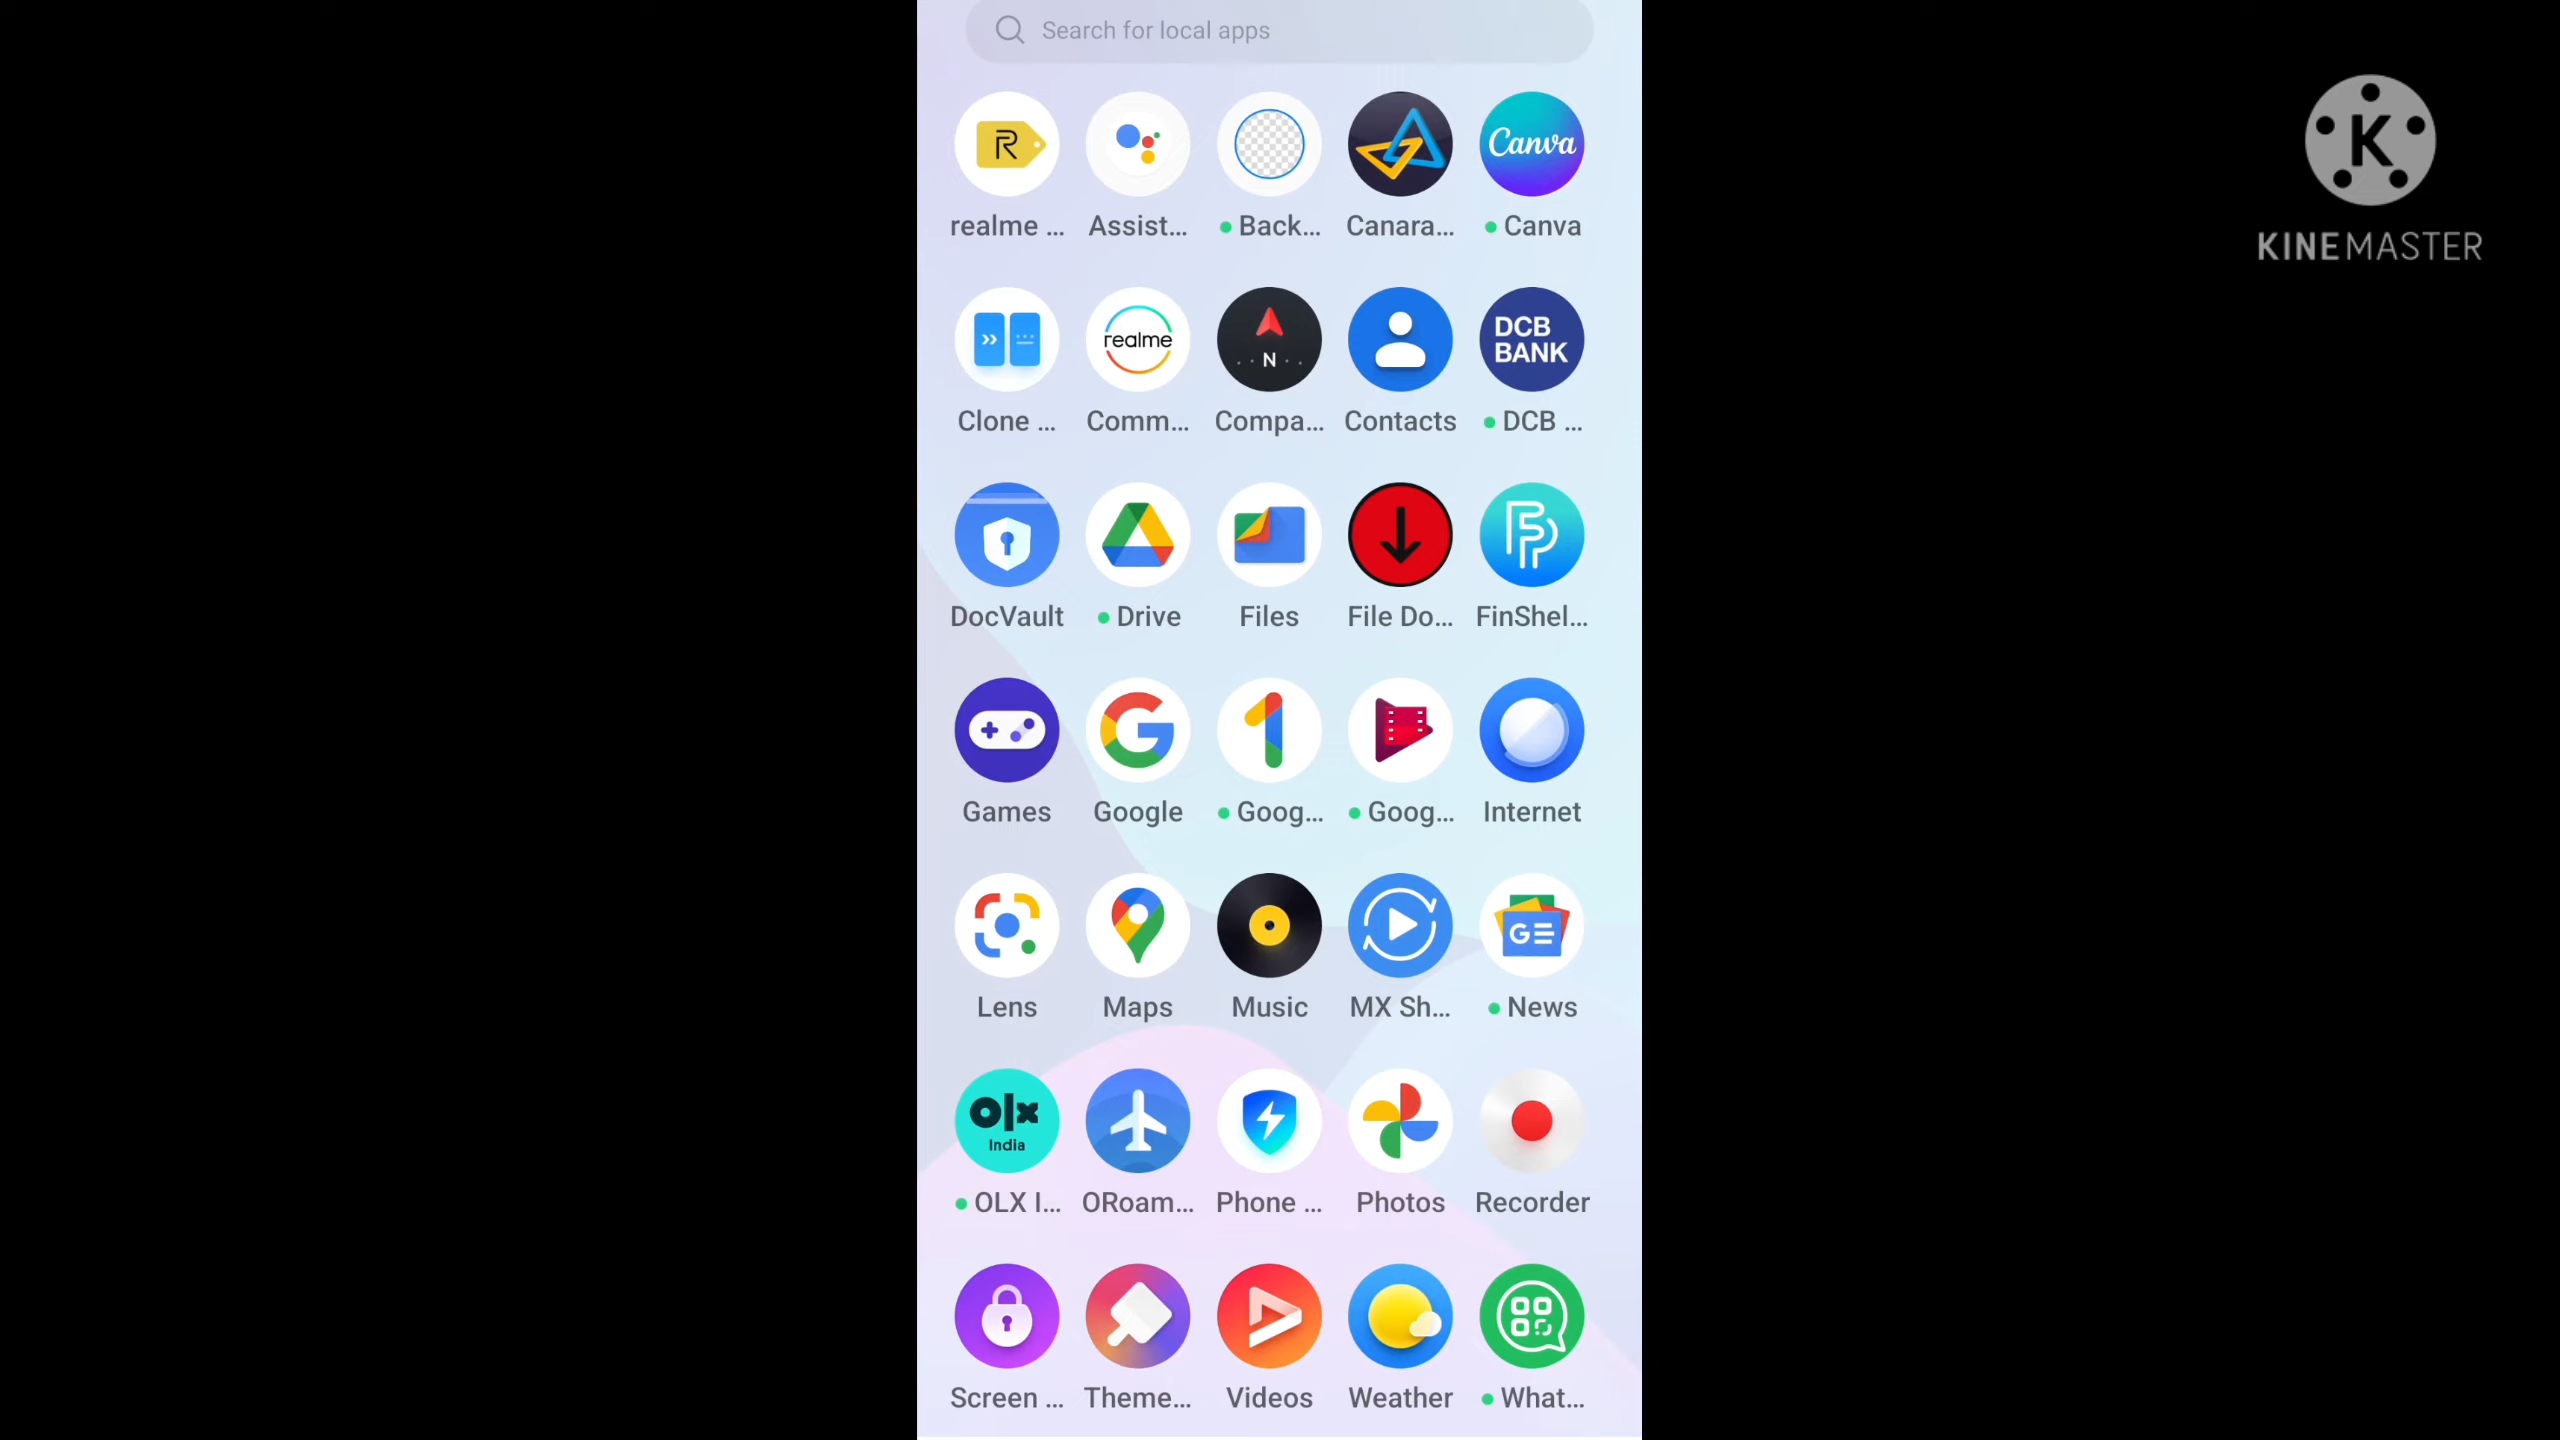 Search for local apps
R
Canva
realme ... Assist... Back... Canara... Canva
realme
N
DCB
BANK
Clone ... Comm... Compa... Contacts DCB ...
DocVault Drive Files File Do... FinShel...
Games Google Goog... Goog... Internet
GE
Lens Maps Music MX Sh... News
olx
India
OLX I... ORoam... Phone ... Photos Recorder
Screen ... Theme... Videos Weather What...
K
KINEMASTER